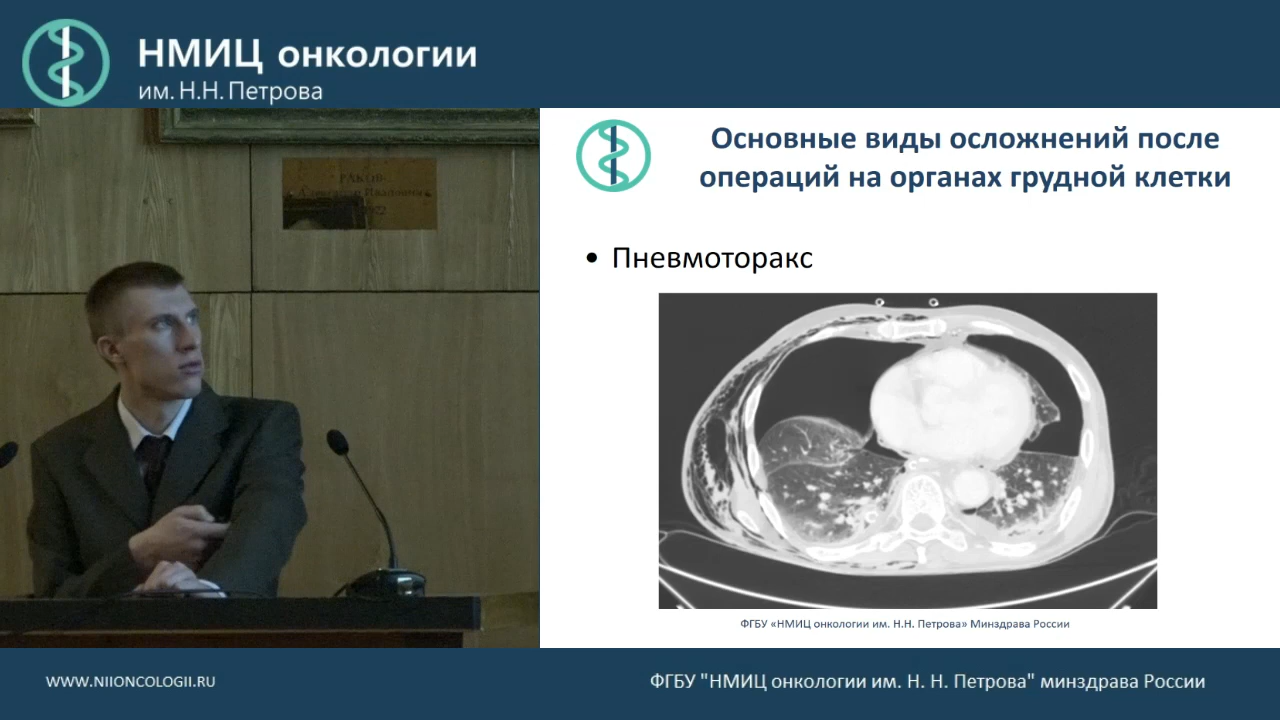 НМИЦ онкологии
им. Н.Н. Петрова
РАКОВ
Основные виды осложнений после
операций на органах грудной клетки
• Пневмоторакс
ФГБУ «НМИЦ онкологии им. Н.Н. Петрова» Минздрава России
WWW.NIIONCOLOGII.RU
ФГБУ "НМИЦ онкологии им. Н. Н. Петрова" минздрава России